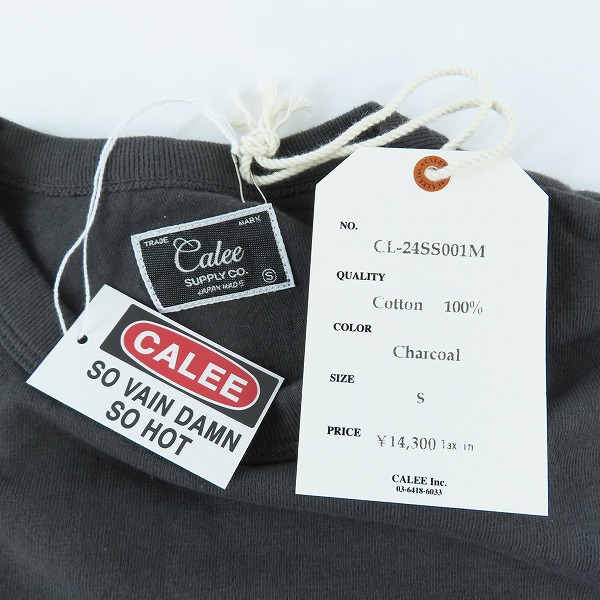 TRADE MARK
Calee
SUPPLY CO.
JAPAN MADE
S
CALEE
SO VAIN DAMN
SO HOT
NO.
CL-24SS001M
QUALITY
Cotton 100%
COLOR
Charcoal
SIZE
S
PRICE
¥14,300 Tax in
CALEE Inc.
03-6418-6033